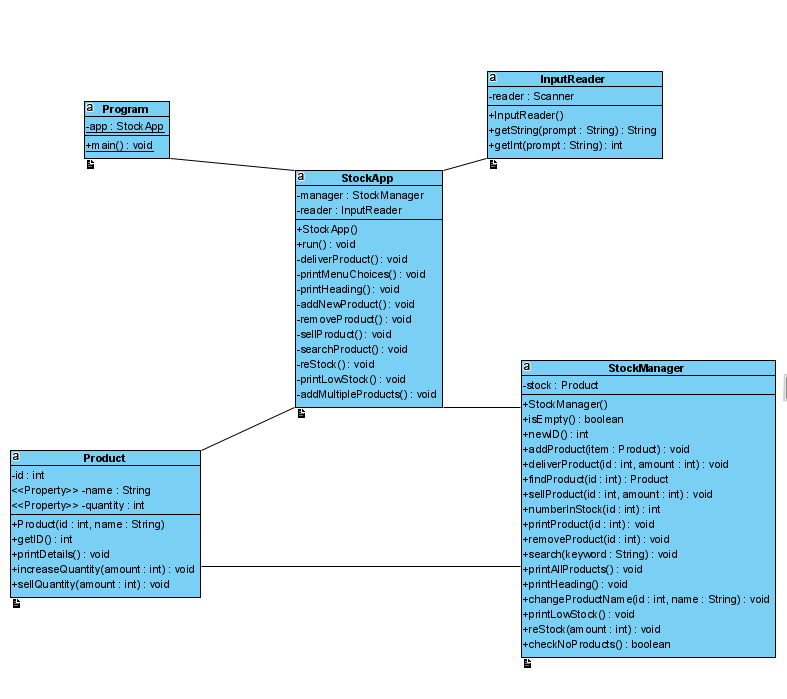 a Program
-app : StockApp
+main() : void
a InputReader
-reader : Scanner
+InputReader()
+getString(prompt : String) : String
+getInt(prompt : String) : int
a StockApp
-manager : StockManager
-reader : InputReader
+StockApp()
+run() : void
-deliverProduct() : void
-printMenuChoices() : void
-printHeading() : void
-addNewProduct() : void
-removeProduct() : void
-sellProduct() : void
-searchProduct() : void
-reStock() : void
-printLowStock() : void
-addMultipleProducts() : void
a StockManager
-stock : Product
+StockManager()
+isEmpty() : boolean
+newID() : int
+addProduct(item : Product) : void
+deliverProduct(id : int, amount : int) : void
+findProduct(id : int) : Product
+sellProduct(id : int, amount : int) : void
+numberInStock(id : int) : int
+printProduct(id : int) : void
+removeProduct(id : int) : void
+search(keyword : String) : void
+printAllProducts() : void
+printHeading() : void
+changeProductName(id : int, name : String) : void
+printLowStock() : void
+reStock(amount : int) : void
+checkNoProducts() : boolean
a Product
-id : int
<<Property>> -name : String
<<Property>> -quantity : int
+Product(id : int, name : String)
+getID() : int
+printDetails() : void
+increaseQuantity(amount : int) : void
+sellQuantity(amount : int) : void